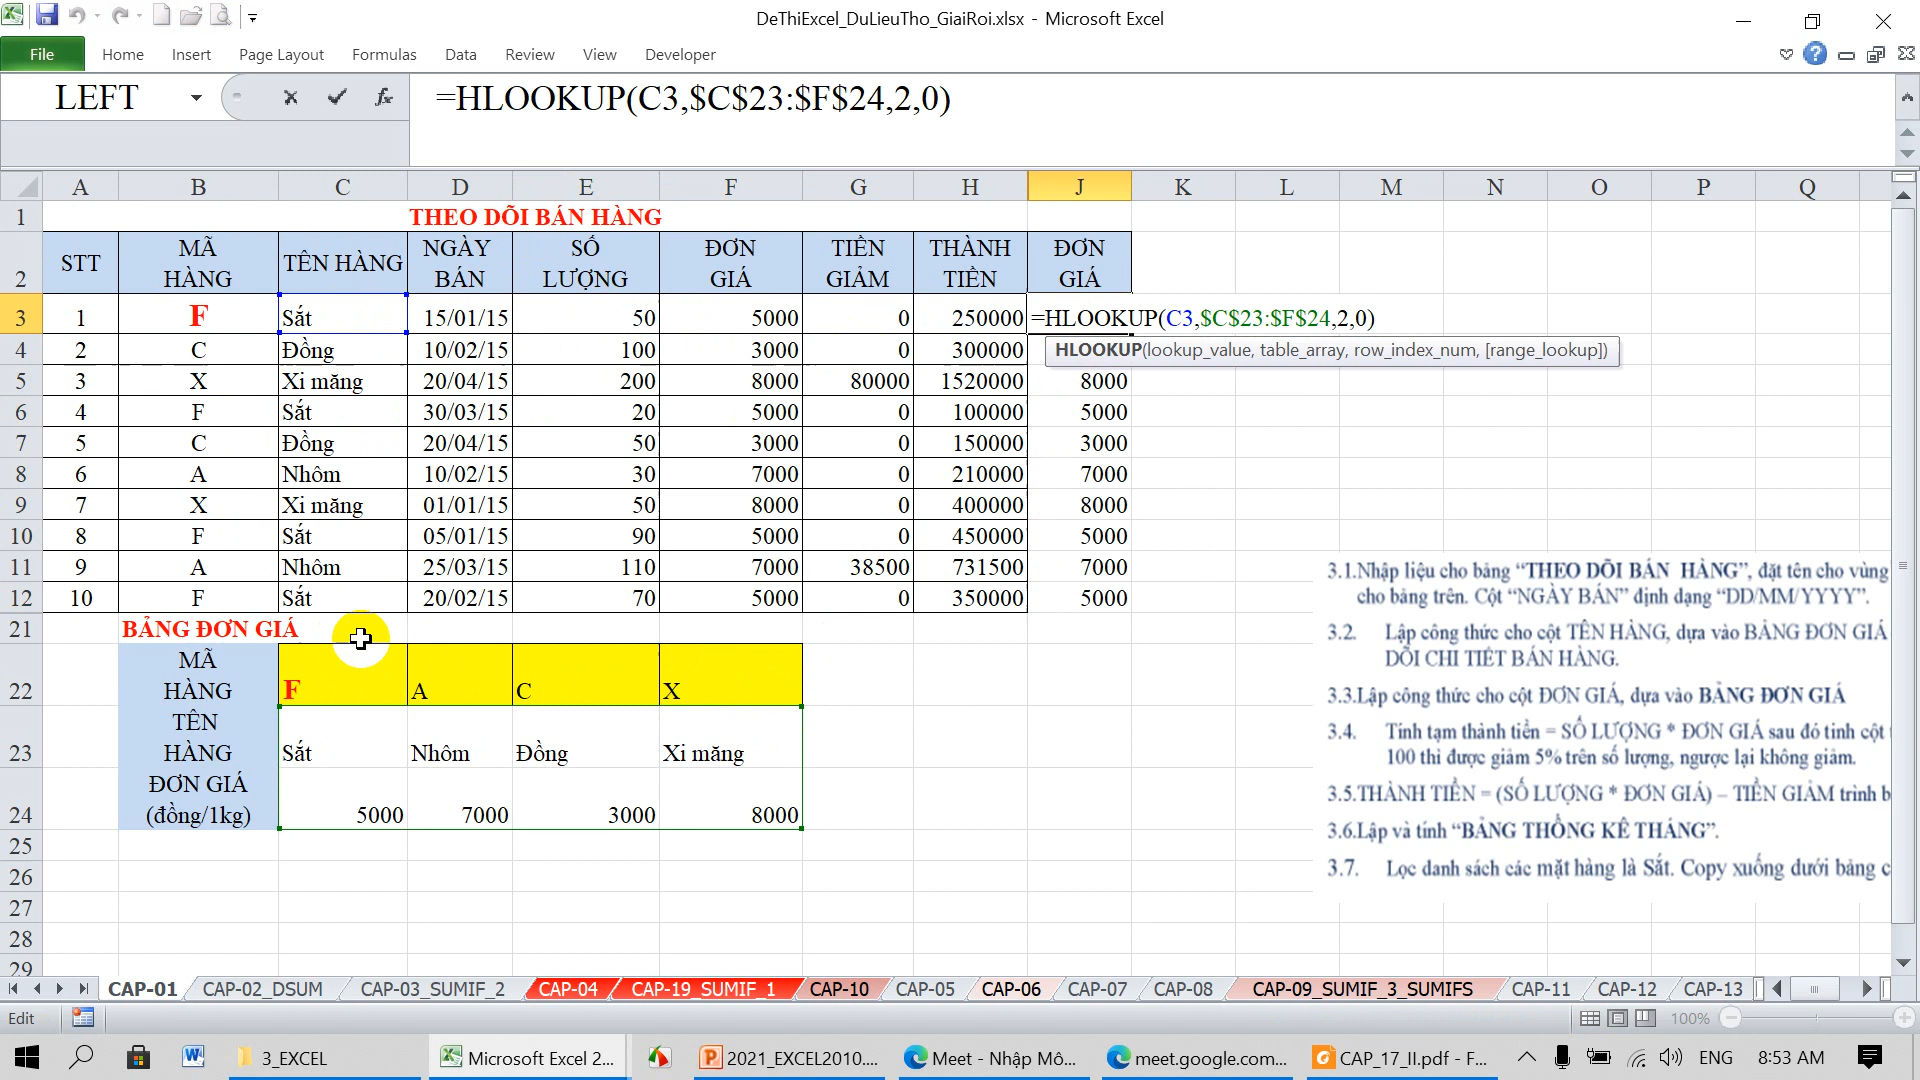 DeThiExcel_DuLieuTho_GiaiRoi.xlsx - Microsoft Excel
File Home Insert Page Layout Formulas Data Review View Developer
LEFT fx =HLOOKUP(C3,$C$23:$F$24,2,0)
A B C D E F G H J K L M N O P Q
1 THEO DÕI BÁN HÀNG
2 STT MÃ HÀNG TÊN HÀNG NGÀY BÁN SỐ LƯỢNG ĐƠN GIÁ TIỀN GIẢM THÀNH TIỀN ĐƠN GIÁ
3 1 F Sắt 15/01/15 50 5000 0 250000 =HLOOKUP(C3,$C$23:$F$24,2,0)
HLOOKUP(lookup_value, table_array, row_index_num, [range_lookup])
4 2 C Đồng 10/02/15 100 3000 0 300000
5 3 X Xi măng 20/04/15 200 8000 80000 1520000 8000
6 4 F Sắt 30/03/15 20 5000 0 100000 5000
7 5 C Đồng 20/04/15 50 3000 0 150000 3000
8 6 A Nhôm 10/02/15 30 7000 0 210000 7000
9 7 X Xi măng 01/01/15 50 8000 0 400000 8000
10 8 F Sắt 05/01/15 90 5000 0 450000 5000
11 9 A Nhôm 25/03/15 110 7000 38500 731500 7000
12 10 F Sắt 20/02/15 70 5000 0 350000 5000
21 BẢNG ĐƠN GIÁ
22 MÃ HÀNG F A C X
23 TÊN HÀNG Sắt Nhôm Đồng Xi măng
24 ĐƠN GIÁ (đồng/1kg) 5000 7000 3000 8000
25
26
27
28
29
3.1.Nhập liệu cho bảng “THEO DÕI BÁN HÀNG”, đặt tên cho vùng
cho bảng trên. Cột “NGÀY BÁN” định dạng “DD/MM/YYYY”.
3.2. Lập công thức cho cột TÊN HÀNG, dựa vào BẢNG ĐƠN GIÁ
DÕI CHI TIẾT BÁN HÀNG.
3.3.Lập công thức cho cột ĐƠN GIÁ, dựa vào BẢNG ĐƠN GIÁ
3.4. Tính tạm thành tiền = SỐ LƯỢNG * ĐƠN GIÁ sau đó tính cột
100 thì được giảm 5% trên số lượng, ngược lại không giảm.
3.5.THÀNH TIỀN = (SỐ LƯỢNG * ĐƠN GIÁ) – TIỀN GIẢM trình b
3.6.Lập và tính “BẢNG THỐNG KÊ THÁNG”.
3.7. Lọc danh sách các mặt hàng là Sắt. Copy xuống dưới bảng c
CAP-01 CAP-02_DSUM CAP-03_SUMIF_2 CAP-04 CAP-19_SUMIF_1 CAP-10 CAP-05 CAP-06 CAP-07 CAP-08 CAP-09_SUMIF_3_SUMIFS CAP-11 CAP-12 CAP-13
Edit 100%
3_EXCEL Microsoft Excel 2... 2021_EXCEL2010.... Meet - Nhập Mô... meet.google.com... CAP_17_II.pdf - F... ENG 8:53 AM